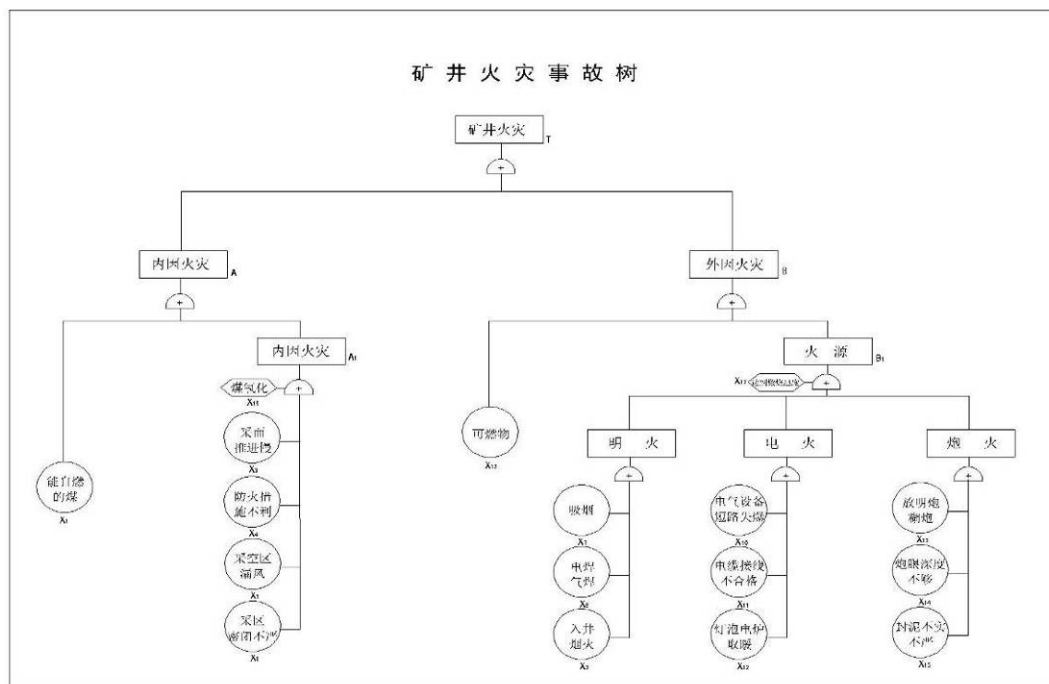 矿井火灾事故树
矿井火灾
T
+
内因火灾
A
外因火灾
B
+
+
内因火灾
A₁
火 源
B₁
煤氧化
+
+
采面
推进慢
X₃
可燃物
明 火
电 火
炮 火
+
+
+
能自燃
的煤
X₁
防火措
施不利
X₄
吸烟
X₇
电气设备
短路失爆
X₁₀
放明炮
糊炮
X₁₃
采空区
漏风
电焊
气焊
X₈
电缆接线
不合格
X₁₁
炮眼深度
不够
X₁₄
采区
密闭不严
入井
烟火
X₉
灯泡电炉
取暖
X₁₂
封泥不实
不严
X₁₅